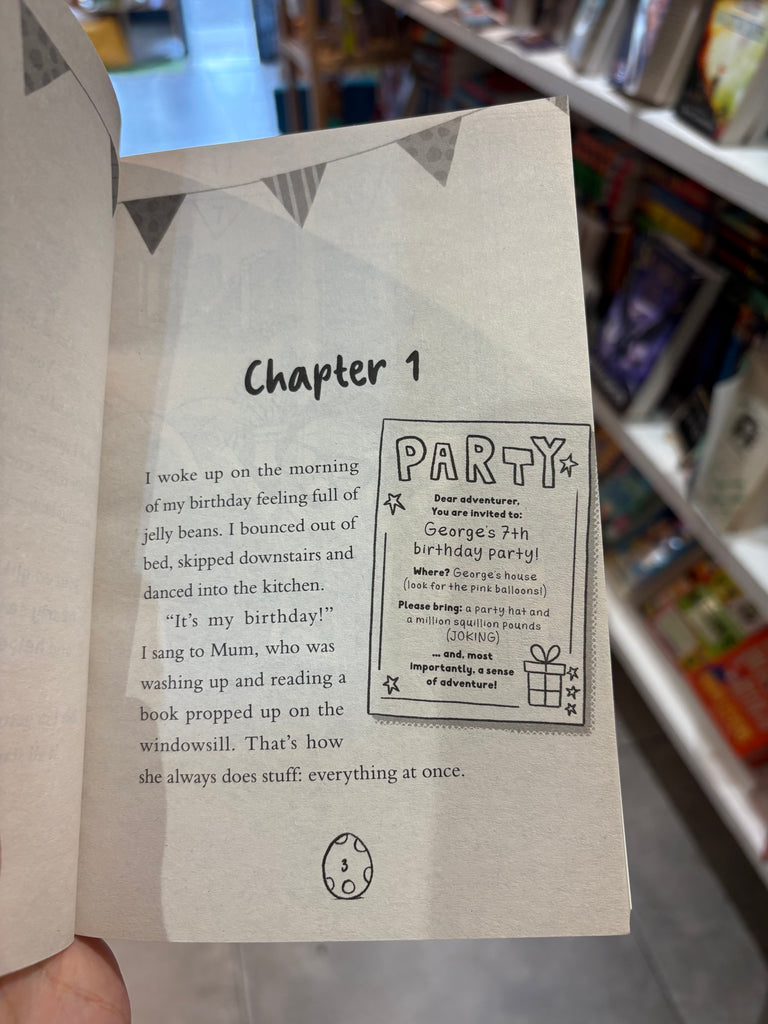 Chapter 1
I woke up on the morning
of my birthday feeling full of
jelly beans. I bounced out of
bed, skipped downstairs and
danced into the kitchen.
“It’s my birthday!”
I sang to Mum, who was
washing up and reading a
book propped up on the
windowsill. That’s how
she always does stuff: everything at once.
PARTY
Dear adventurer,
You are invited to:
George's 7th
birthday party!
Where? George's house
(look for the pink balloons!)
Please bring: a party hat and
a million squillion pounds
(JOKING)
... and, most
importantly, a sense
of adventure!
3